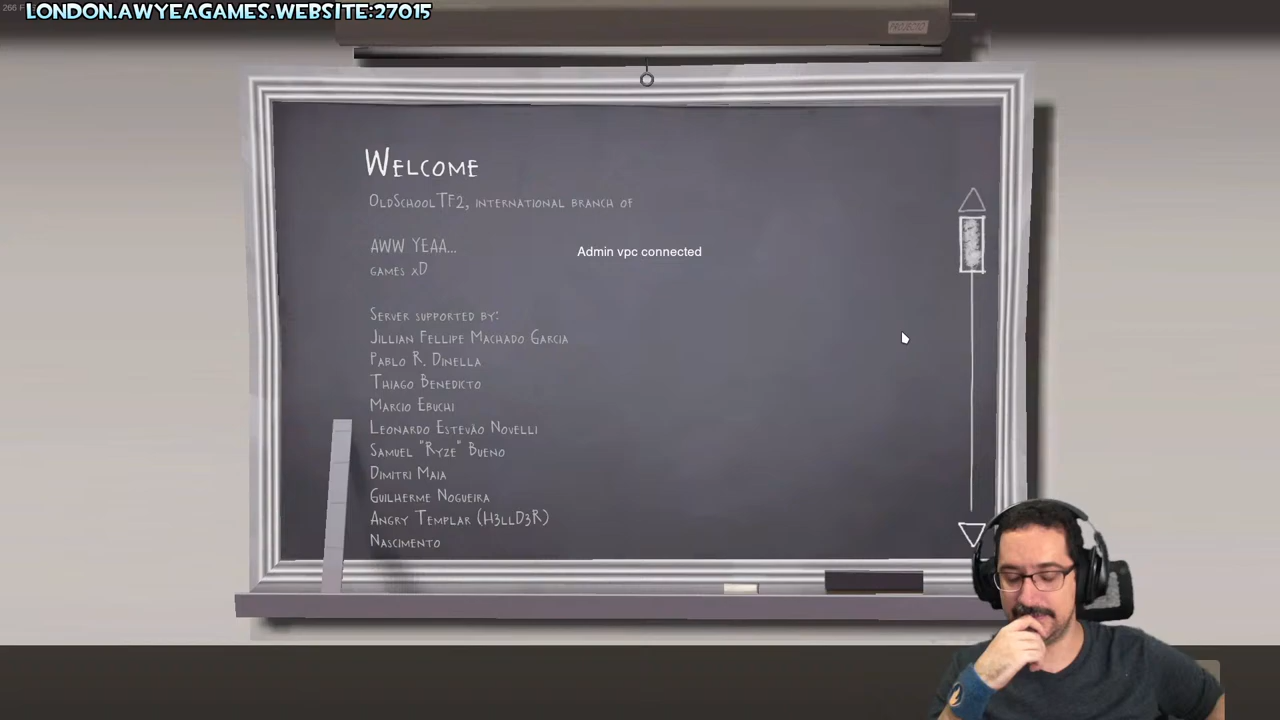 266 F
LONDON.AWYEAGAMES.WEBSITE:27015
PROJECTO
WELCOME
OLDSCHOOLTF2, INTERNATIONAL BRANCH OF
AWW YEAA...
GAMES XD
Admin vpc connected
SERVER SUPPORTED BY:
JILLIAN FELLIPE MACHADO GARCIA
PABLO R. DINELLA
THIAGO BENEDICTO
MARCIO EBUCHI
LEONARDO ESTEVÃO NOVELLI
SAMUEL "RYZE" BUENO
DIMITRI MAIA
GUILHERME NOGUEIRA
ANGRY TEMPLAR (H3LLD3R)
NASCIMENTO